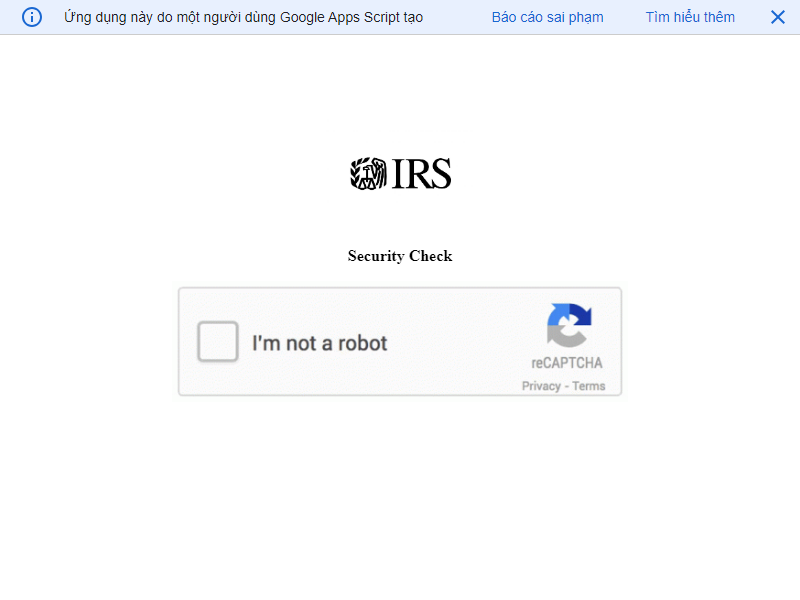 Ứng dụng này do một người dùng Google Apps Script tạo Báo cáo sai phạm Tìm hiểu thêm
IRS
Security Check
I'm not a robot
reCAPTCHA
Privacy - Terms